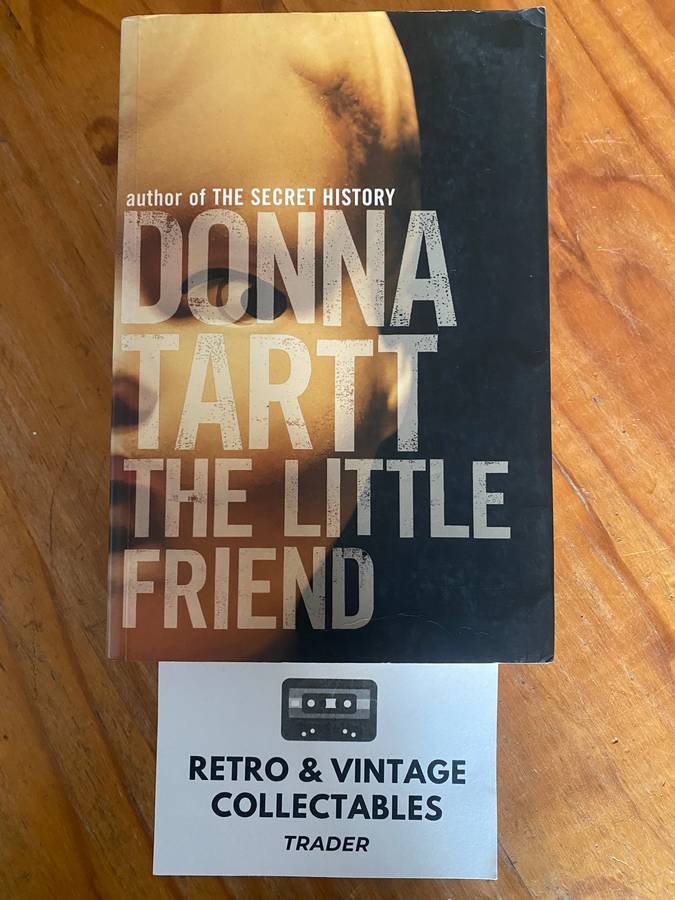 author of THE SECRET HISTORY
DONNA
TARTT
THE LITTLE
FRIEND
RETRO & VINTAGE
COLLECTABLES
TRADER